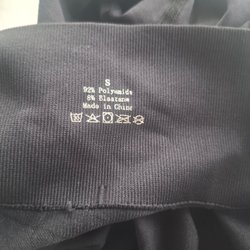 S
92% Polyamide
8% Elastane
Made in China